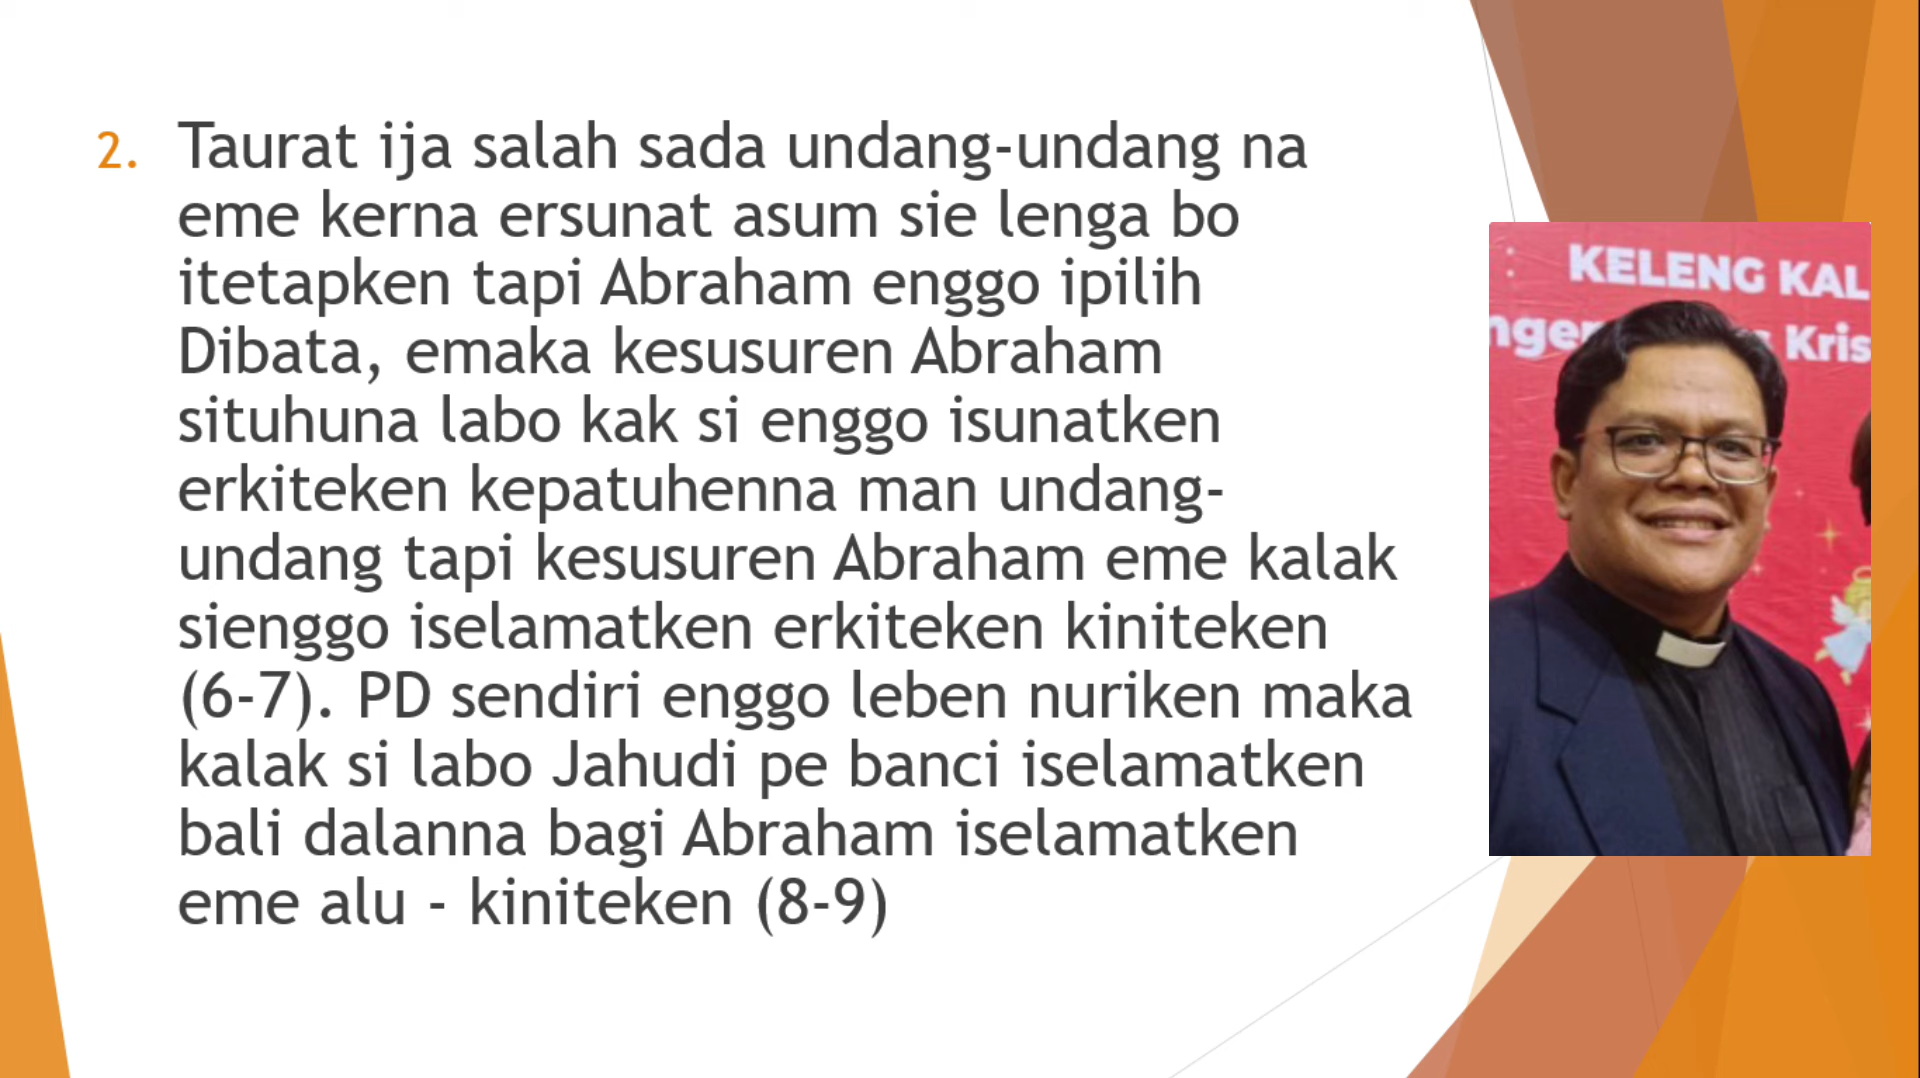 2. Taurat ija salah sada undang-undang na
eme kerna ersunat asum sie lenga bo
itetapken tapi Abraham enggo ipilih
Dibata, emaka kesusuren Abraham
situhuna labo kak si enggo isunatken
erkiteken kepatuhenna man undang-
undang tapi kesusuren Abraham eme kalak
sienggo iselamatken erkiteken kiniteken
(6-7). PD sendiri enggo leben nuriken maka
kalak si labo Jahudi pe banci iselamatken
bali dalanna bagi Abraham iselamatken
eme alu - kiniteken (8-9)
KELENG KAL
Kris